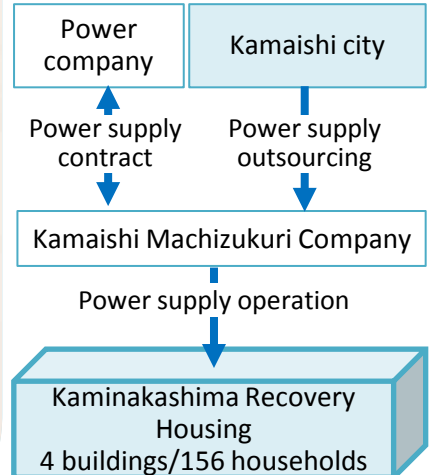 Power
company
Kamaishi city
Power supply
contract
Power supply
outsourcing
Kamaishi Machizukuri Company
Power supply operation
Kaminakashima Recovery
Housing
4 buildings/156 households